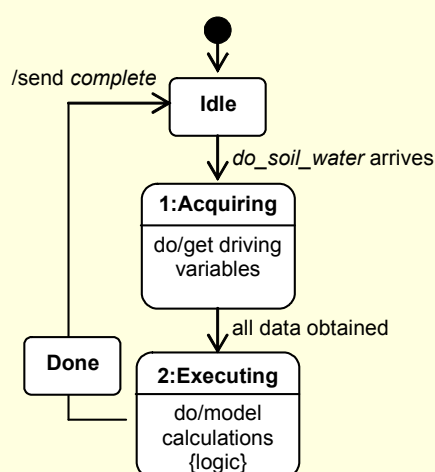 /send complete
Idle
do_soil_water arrives
1:Acquiring
do/get driving
variables
all data obtained
Done
2:Executing
do/model
calculations
{logic}